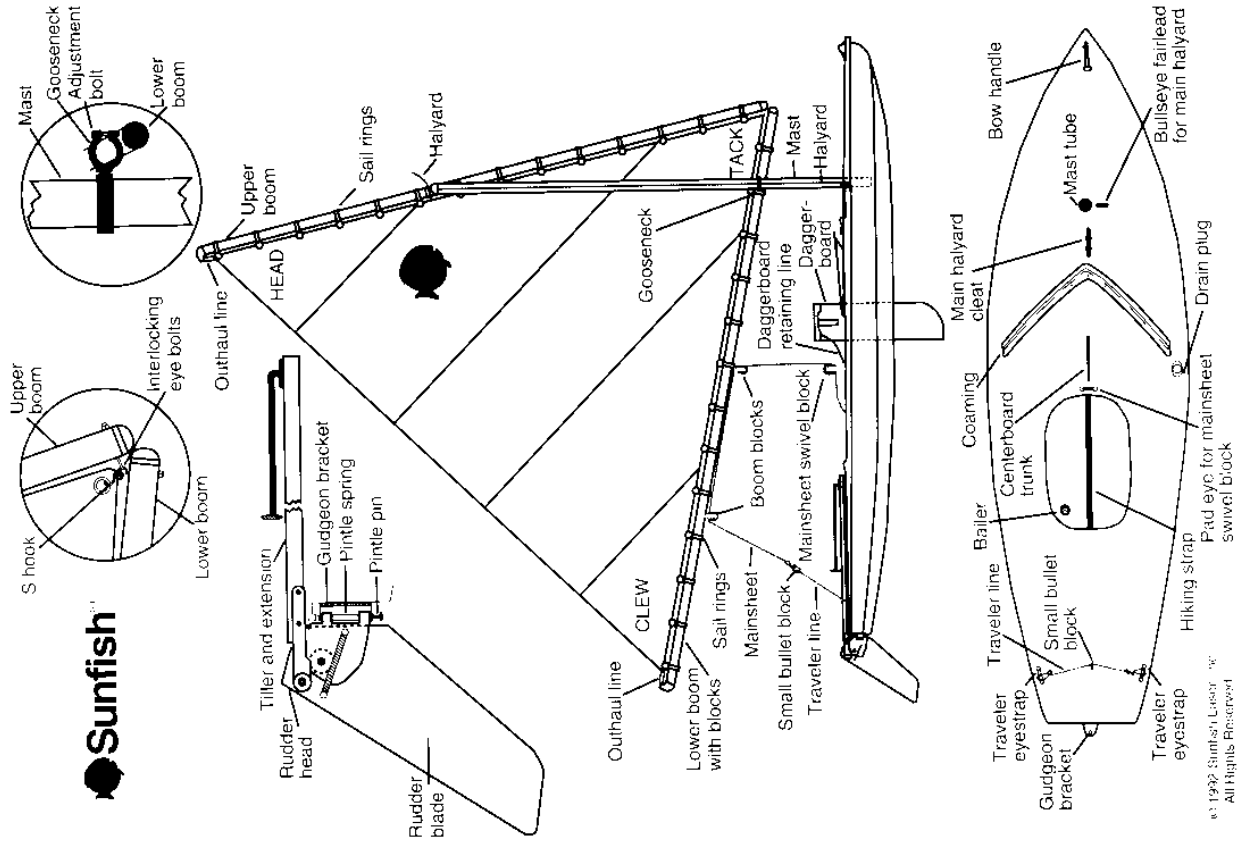 Sunfish
S hook
Upper
boom
Interlocking
eye bolts
Lower boom
Mast
Gooseneck
Adjustment
bolt
Lower
boom
Tiller and extension
Rudder
head
Gudgeon bracket
Pintle spring
Pintle pin
Rudder
blade
Outhaul line
HEAD
Upper
boom
Sail rings
Halyard
TACK
Mast
Halyard
Gooseneck
Dagger-
board
Daggerboard
retaining line
Boom blocks
Mainsheet swivel block
CLEW
Outhaul line
Lower boom
with blocks
Sail rings
Mainsheet
Small bullet block
Traveler line
Bow handle
Mast tube
Bullseye fairlead
for main halyard
Main halyard
cleat
Drain plug
Coaming
Centerboard
trunk
Pad eye for mainsheet
swivel block
Bailer
Hiking strap
Traveler line
Small bullet
block
Traveler
eyestrap
Gudgeon
bracket
Traveler
eyestrap
(c) 1992 Sunfish Laser, Inc
All Rights Reserved